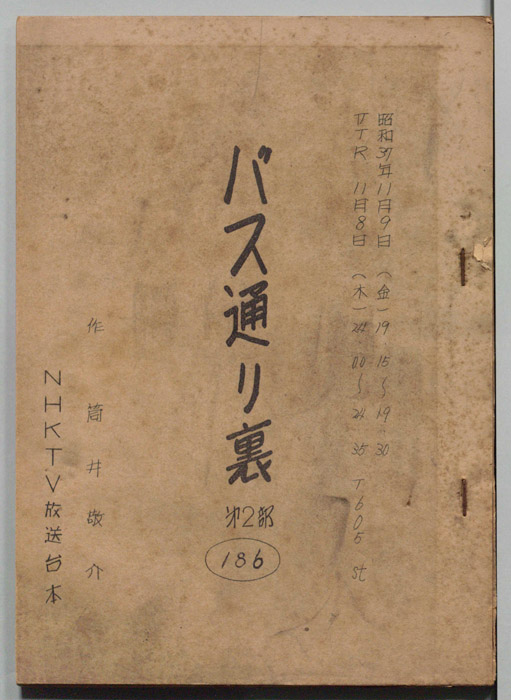 昭和37年11月9日（金）19.15〜19.30
VTR 11月8日（木）24.00〜24.35 T605 st
バス通り裏
第2部
186
作 筒井敬介
NHKTV放送台本